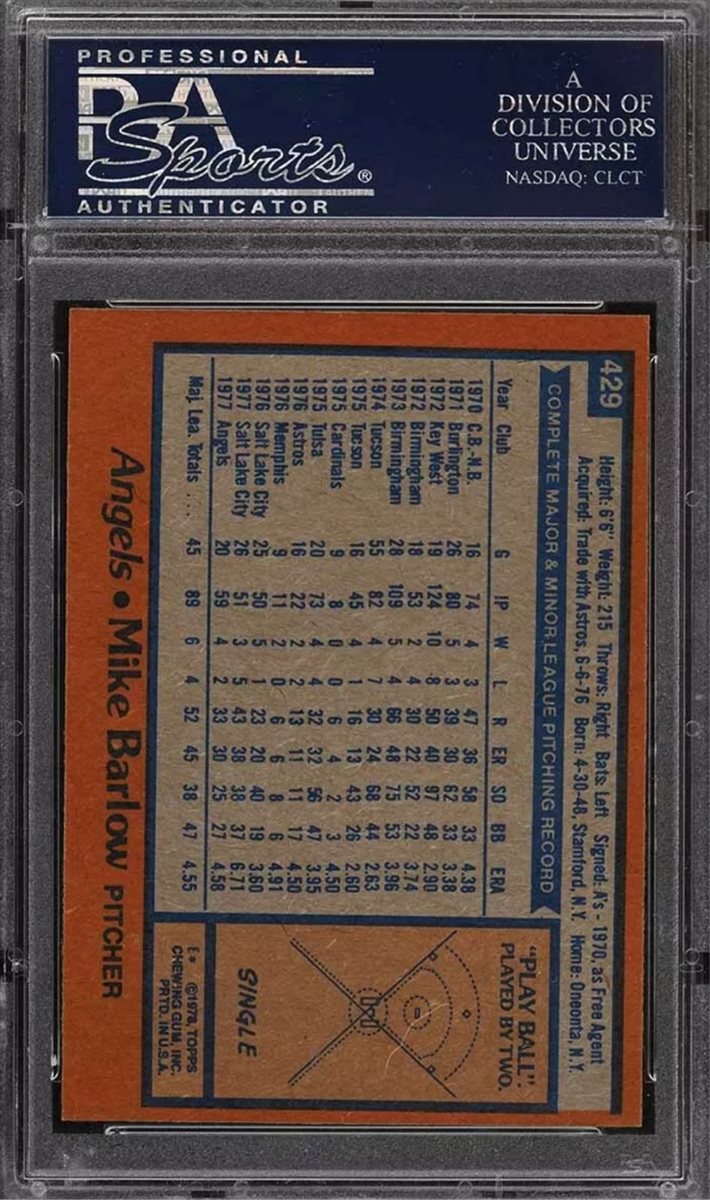 PROFESSIONAL
PSA
Sports®
AUTHENTICATOR
A
DIVISION OF
COLLECTORS
UNIVERSE
NASDAQ: CLCT
429
Height: 6'6" Weight: 215 Throws: Right Bats: Left Signed: A's - 1970, as Free Agent
Acquired: Trade with Astros, 6-6-76 Born: 4-30-48, Stamford, N.Y. Home: Oneonta, N.Y.
COMPLETE MAJOR & MINOR LEAGUE PITCHING RECORD
Year Club G IP W L R ER SO BB ERA
1970 C.B.-N.B. 16 74 4 3 47 36 58 33 4.38
1971 Burlington 26 80 5 3 39 30 62 33 3.38
1972 Key West 19 124 10 8 50 40 97 48 2.90
1972 Birmingham 18 53 2 4 30 22 52 22 3.74
1973 Birmingham 28 109 5 4 66 48 75 53 3.96
1974 Tucson 55 82 4 7 30 24 68 44 2.63
1975 Tucson 16 45 4 1 16 13 43 26 2.60
1975 Cardinals 9 8 0 0 6 4 2 3 4.50
1975 Tulsa 20 73 4 4 32 32 56 47 3.95
1976 Astros 16 22 2 2 13 11 11 17 4.50
1976 Memphis 9 11 2 0 6 6 8 6 4.91
1976 Salt Lake City 25 50 5 1 23 20 40 19 3.60
1977 Salt Lake City 26 51 3 5 43 38 38 37 6.71
1977 Angels 20 59 4 2 33 30 25 27 4.58
Maj. Lea. Totals .... 45 89 6 4 52 45 38 47 4.55
"PLAY BALL"
PLAYED BY TWO.
SINGLE
E* ©1978, TOPPS
CHEWING GUM, INC.
PRTD. IN U.S.A.
Angels • Mike Barlow PITCHER